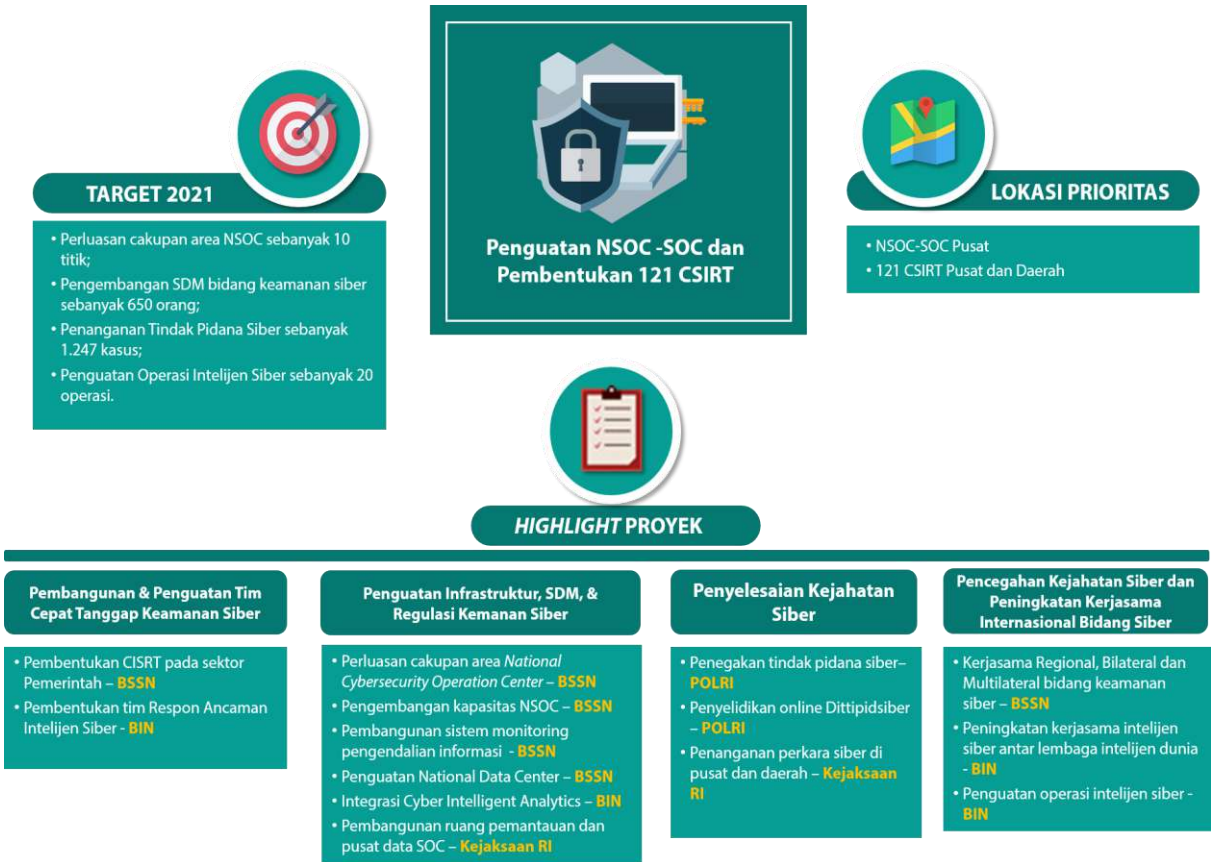 Penguatan NSOC -SOC dan
Pembentukan 121 CSIRT
TARGET 2021
• Perluasan cakupan area NSOC sebanyak 10
titik;
• Pengembangan SDM bidang keamanan siber
sebanyak 650 orang;
• Penanganan Tindak Pidana Siber sebanyak
1.247 kasus;
• Penguatan Operasi Intelijen Siber sebanyak 20
operasi.
LOKASI PRIORITAS
• NSOC-SOC Pusat
• 121 CSIRT Pusat dan Daerah
HIGHLIGHT PROYEK
Pembangunan & Penguatan Tim
Cepat Tanggap Keamanan Siber
• Pembentukan CISRT pada sektor
Pemerintah – BSSN
• Pembentukan tim Respon Ancaman
Intelijen Siber - BIN
Penguatan Infrastruktur, SDM, &
Regulasi Kemanan Siber
• Perluasan cakupan area National
Cybersecurity Operation Center – BSSN
• Pengembangan kapasitas NSOC – BSSN
• Pembangunan sistem monitoring
pengendalian informasi - BSSN
• Penguatan National Data Center – BSSN
• Integrasi Cyber Intelligent Analytics – BIN
• Pembangunan ruang pemantauan dan
pusat data SOC – Kejaksaan RI
Penyelesaian Kejahatan
Siber
• Penegakan tindak pidana siber–
POLRI
• Penyelidikan online Dittipidsiber
– POLRI
• Penanganan perkara siber di
pusat dan daerah – Kejaksaan
RI
Pencegahan Kejahatan Siber dan
Peningkatan Kerjasama
Internasional Bidang Siber
• Kerjasama Regional, Bilateral dan
Multilateral bidang keamanan
siber – BSSN
• Peningkatan kerjasama intelijen
siber antar lembaga intelijen dunia
- BIN
• Penguatan operasi intelijen siber -
BIN